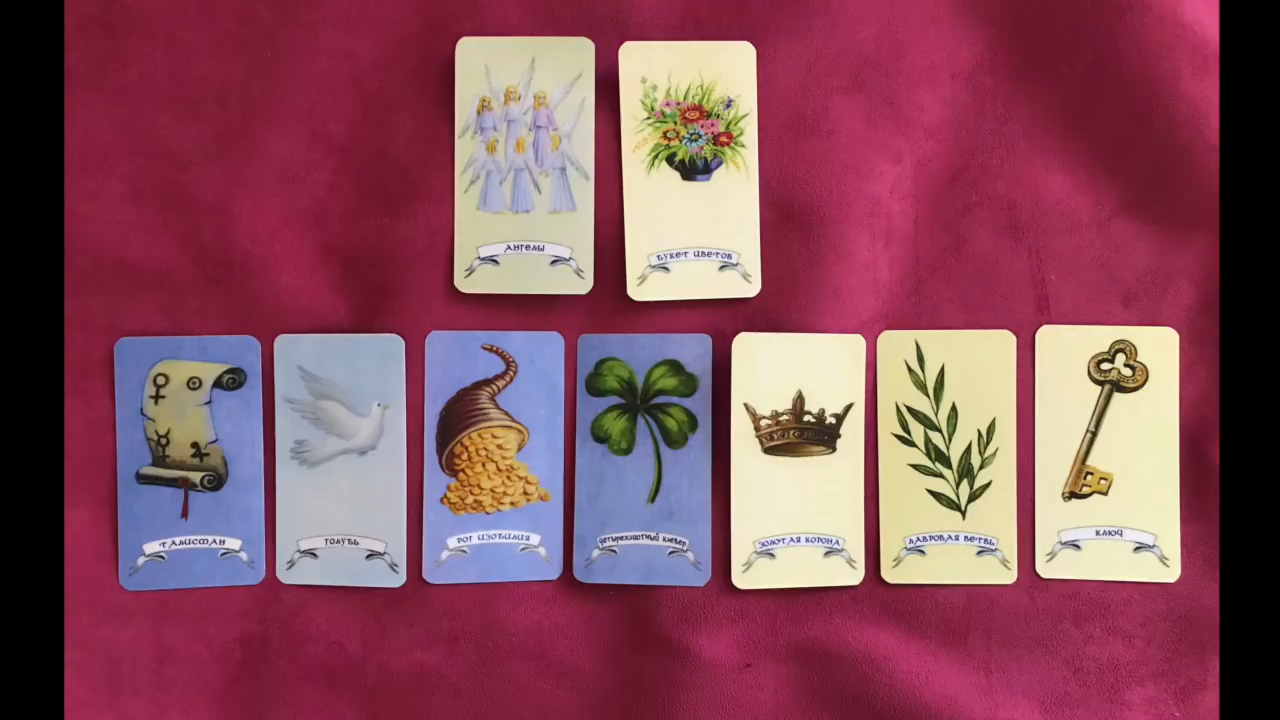 АНГЕЛЫ
БУКЕТ ЦВЕТОВ
ТАЛИСМАН
ГОЛУБЬ
РОГ ИЗОБИЛИЯ
ЧЕТЫРЕХЛИСТНЫЙ КЛЕВЕР
ЗОЛОТАЯ КОРОНА
ЛАВРОВАЯ ВЕТВЬ
КЛЮЧ